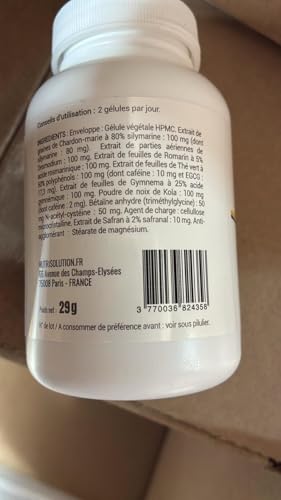 Conseils d'utilisation : 2 gélules par jour.
INGREDIENTS : Enveloppe : Gélule végétale HPMC, Extrait de
graines de Chardon-marie à 80% silymarine : 100 mg (dont
silymarine : 80 mg). Extrait de parties aériennes de
Desmodium : 100 mg. Extrait de feuilles de Romarin à 5%
acide rosmarinique : 100 mg. Extrait de feuilles de Thé vert à
50% polyphénols : 100 mg (dont caféine : 10 mg et EGCG :
mg). Extrait de feuilles de Gymnema à 25% acide
gymnémique : 100 mg. Poudre de noix de Kola : 100 mg
(dont caféine : 2 mg), Bétaïne anhydre (triméthylglycine) : 50
mg. N- acétyl-cystéine : 50 mg. Agent de charge : cellulose
microcristalline. Extrait de Safran à 2% safranal : 10 mg. Anti-
agglomérant : Stéarate de magnésium.
NUTRISOLUTION.FR
Avenue des Champs-Elysées
75008 Paris - FRANCE
Poids net : 29g
N° de lot / A consommer de préférence avant : voir sous pilulier.
3 770036 824358